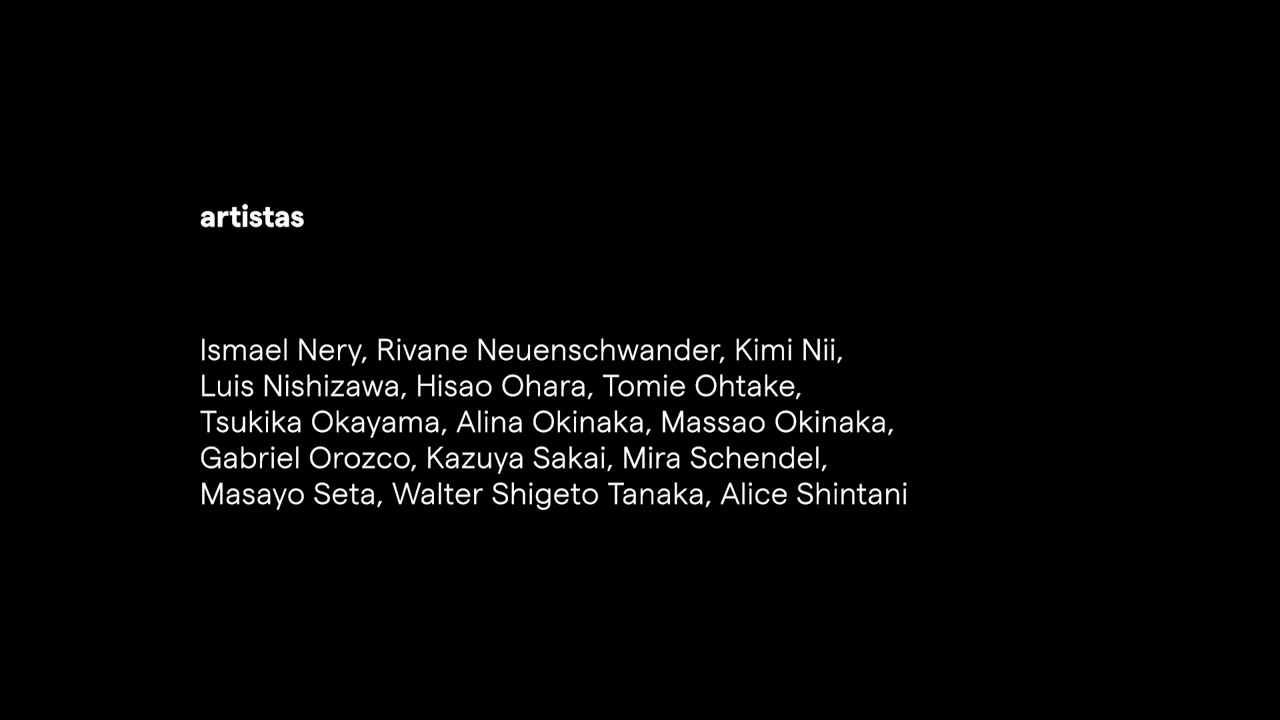 artistas
Ismael Nery, Rivane Neuenschwander, Kimi Nii,
Luis Nishizawa, Hisao Ohara, Tomie Ohtake,
Tsukika Okayama, Alina Okinaka, Massao Okinaka,
Gabriel Orozco, Kazuya Sakai, Mira Schendel,
Masayo Seta, Walter Shigeto Tanaka, Alice Shintani